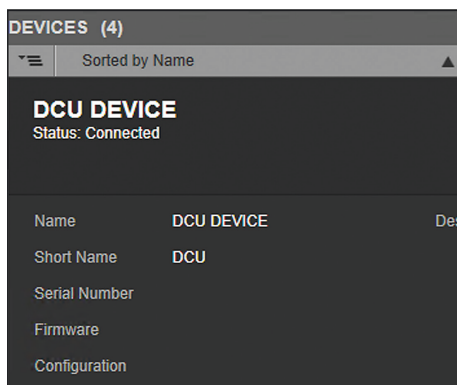 DEVICES (4)
Sorted by Name
DCU DEVICE
Status: Connected
Name DCU DEVICE Des
Short Name DCU
Serial Number
Firmware
Configuration